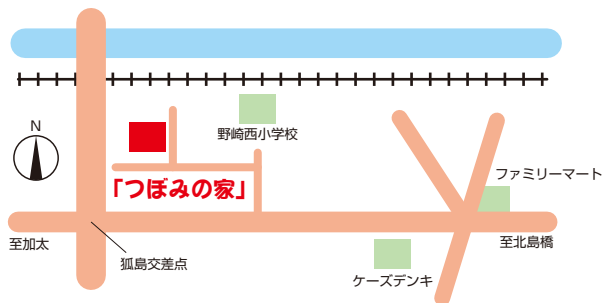 野崎西小学校
N
ファミリーマート
「つぼみの家」
至加太
至北島橋
狐島交差点
ケーズデンキ